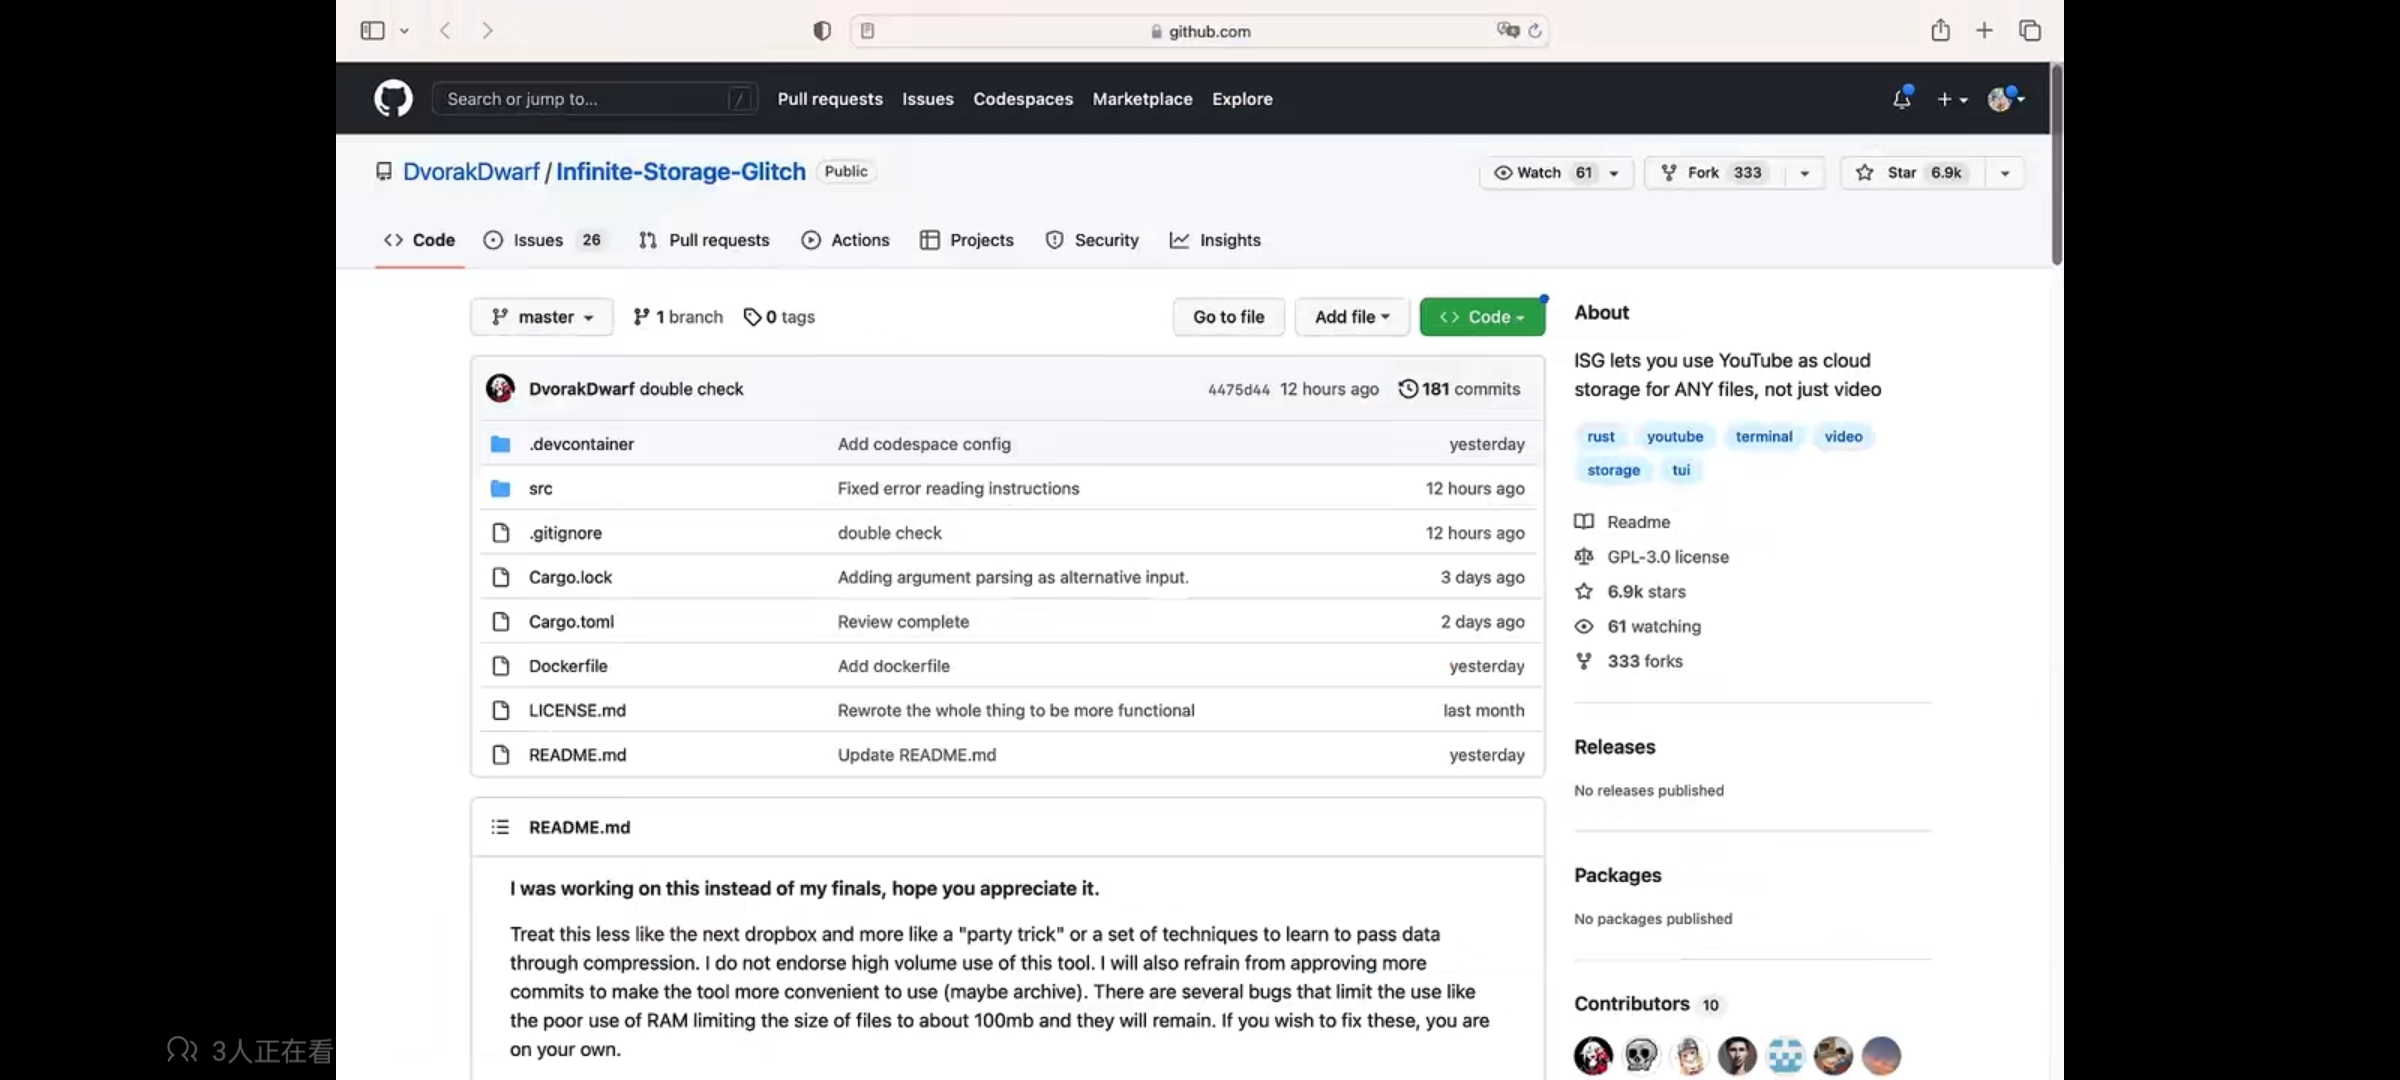 github.com
Search or jump to... /
Pull requests Issues Codespaces Marketplace Explore
DvorakDwarf / Infinite-Storage-Glitch Public
Watch 61 Fork 333 Star 6.9k
Code Issues 26 Pull requests Actions Projects Security Insights
master 1 branch 0 tags Go to file Add file Code
DvorakDwarf double check 4475d44 12 hours ago 181 commits
.devcontainer Add codespace config yesterday
src Fixed error reading instructions 12 hours ago
.gitignore double check 12 hours ago
Cargo.lock Adding argument parsing as alternative input. 3 days ago
Cargo.toml Review complete 2 days ago
Dockerfile Add dockerfile yesterday
LICENSE.md Rewrote the whole thing to be more functional last month
README.md Update README.md yesterday
README.md
I was working on this instead of my finals, hope you appreciate it.
Treat this less like the next dropbox and more like a "party trick" or a set of techniques to learn to pass data
through compression. I do not endorse high volume use of this tool. I will also refrain from approving more
commits to make the tool more convenient to use (maybe archive). There are several bugs that limit the use like
the poor use of RAM limiting the size of files to about 100mb and they will remain. If you wish to fix these, you are
on your own.
About
ISG lets you use YouTube as cloud
storage for ANY files, not just video
rust youtube terminal video
storage tui
Readme
GPL-3.0 license
6.9k stars
61 watching
333 forks
Releases
No releases published
Packages
No packages published
Contributors 10
3人正在看